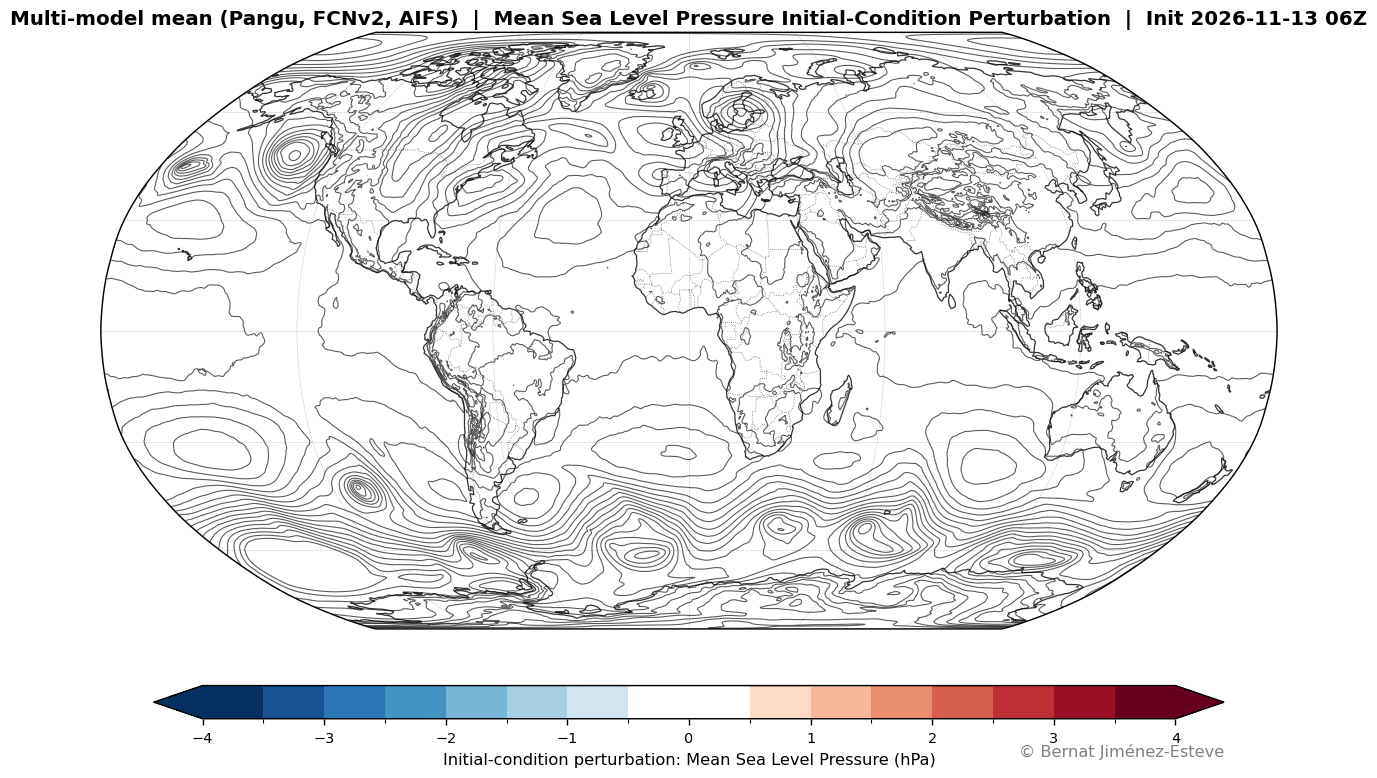 Multi-model mean (Pangu, FCNv2, AIFS) | Mean Sea Level Pressure Initial-Condition Perturbation | Init 2026-11-13 06Z
−4 −3 −2 −1 0 1 2 3 4
Initial-condition perturbation: Mean Sea Level Pressure (hPa)
© Bernat Jiménez-Esteve